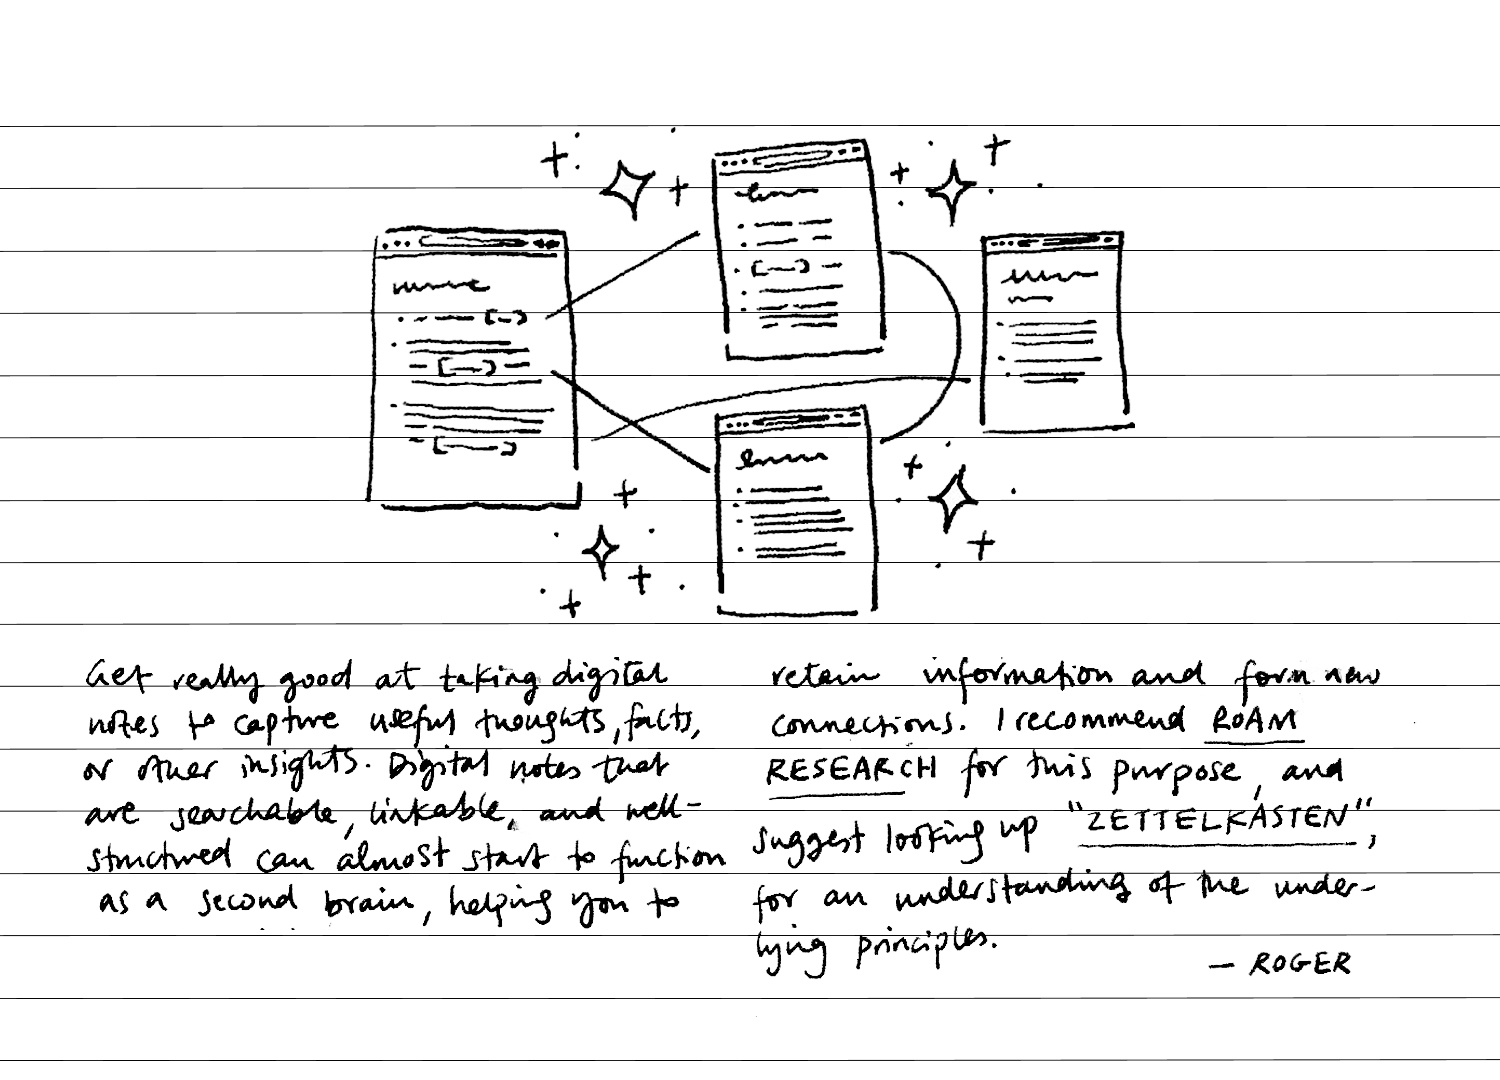 Get really good at taking digital
notes to capture useful thoughts, facts,
or other insights. Digital notes that
are searchable, linkable, and well-
structured can almost start to function
as a second brain, helping you to
retain information and form new
connections. I recommend ROAM
RESEARCH for this purpose, and
suggest looking up "ZETTELKASTEN",
for an understanding of the under-
lying principles.
— ROGER